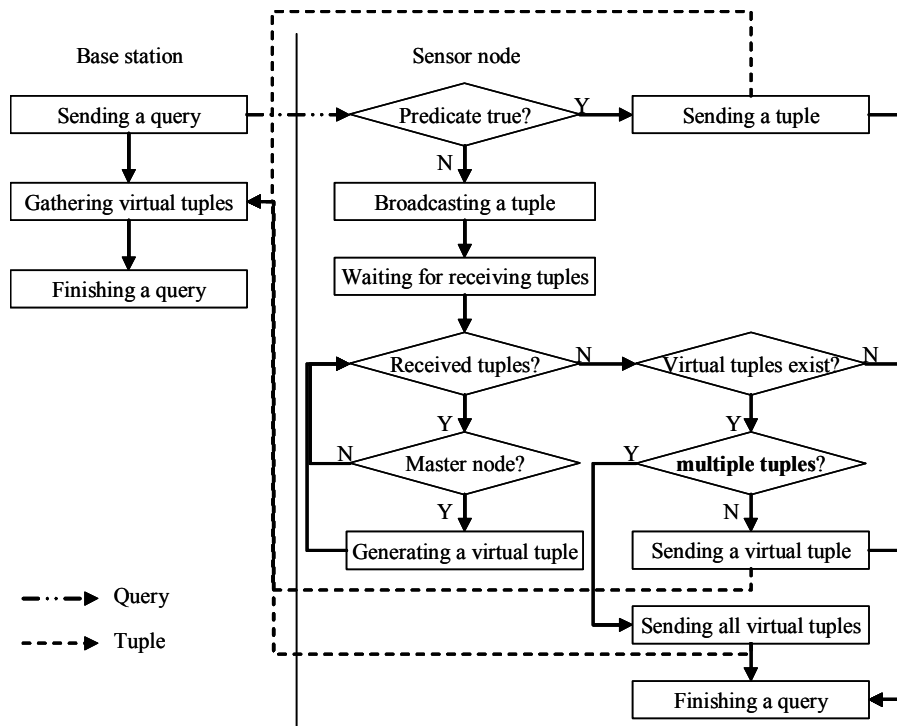 Base station
Sensor node
Sending a query
Predicate true?
Y
Sending a tuple
N
Gathering virtual tuples
Broadcasting a tuple
Finishing a query
Waiting for receiving tuples
Received tuples?
N
Virtual tuples exist?
N
Y
Y
N
Master node?
Y
multiple tuples?
Y
N
Generating a virtual tuple
Sending a virtual tuple
Query
Sending all virtual tuples
Tuple
Finishing a query